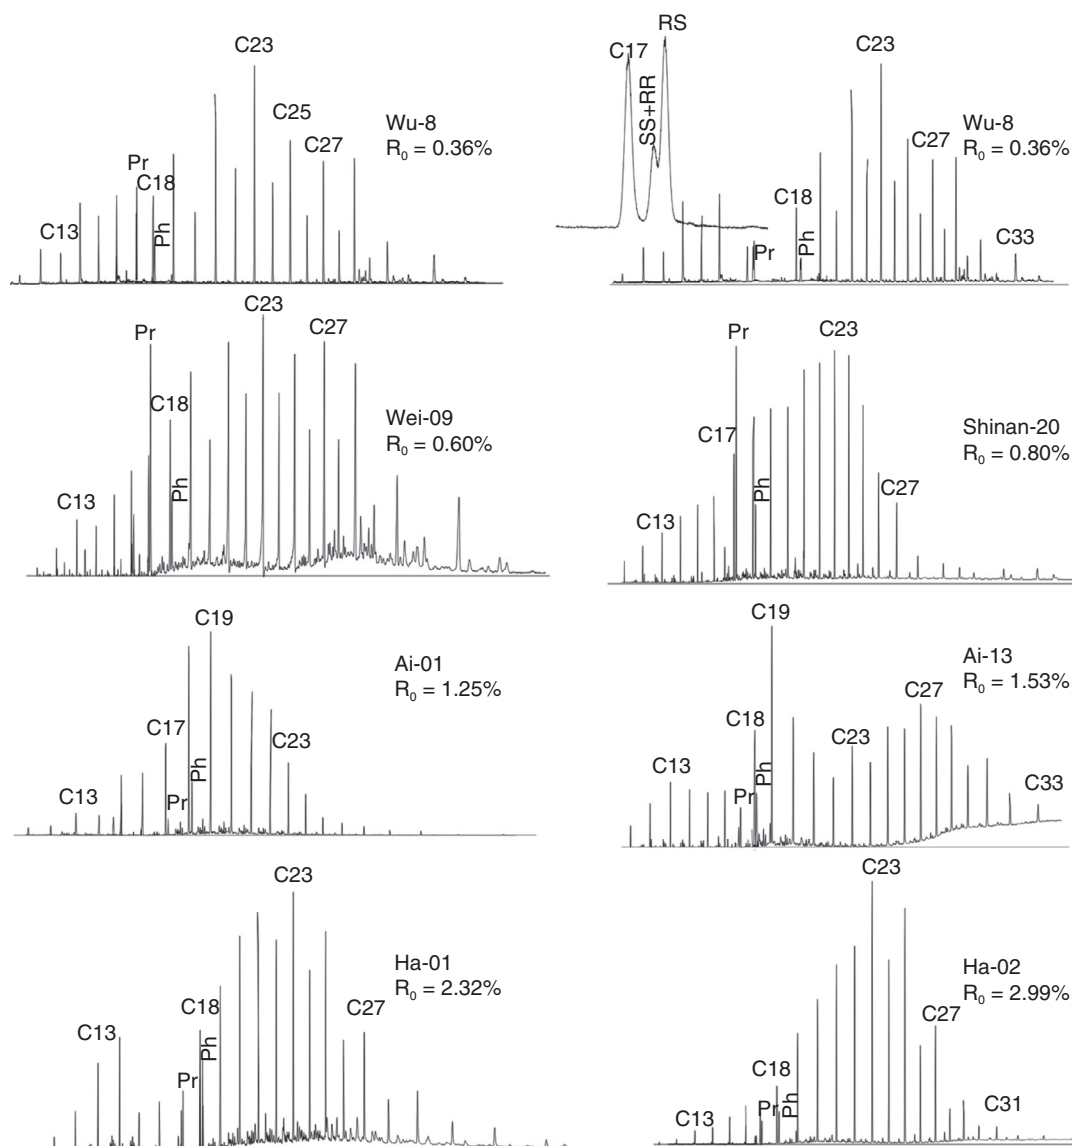 C23
C25
C27
Pr
C18
C13
Ph
Wu-8
R₀ = 0.36%
RS
C17
SS+RR
C23
C27
C18
Pr
Ph
C33
Wu-8
R₀ = 0.36%
C23
Pr
C27
C18
C13
Ph
Wei-09
R₀ = 0.60%
Pr
C23
C17
Ph
C27
C13
Shinan-20
R₀ = 0.80%
C19
C17
C23
C13
Pr
Ph
Ai-01
R₀ = 1.25%
C19
C27
C18
C23
C13
Pr
Ph
C33
Ai-13
R₀ = 1.53%
C23
C18
C27
C13
Ph
Pr
Ha-01
R₀ = 2.32%
C23
C27
C18
C13
Pr
Ph
C31
Ha-02
R₀ = 2.99%